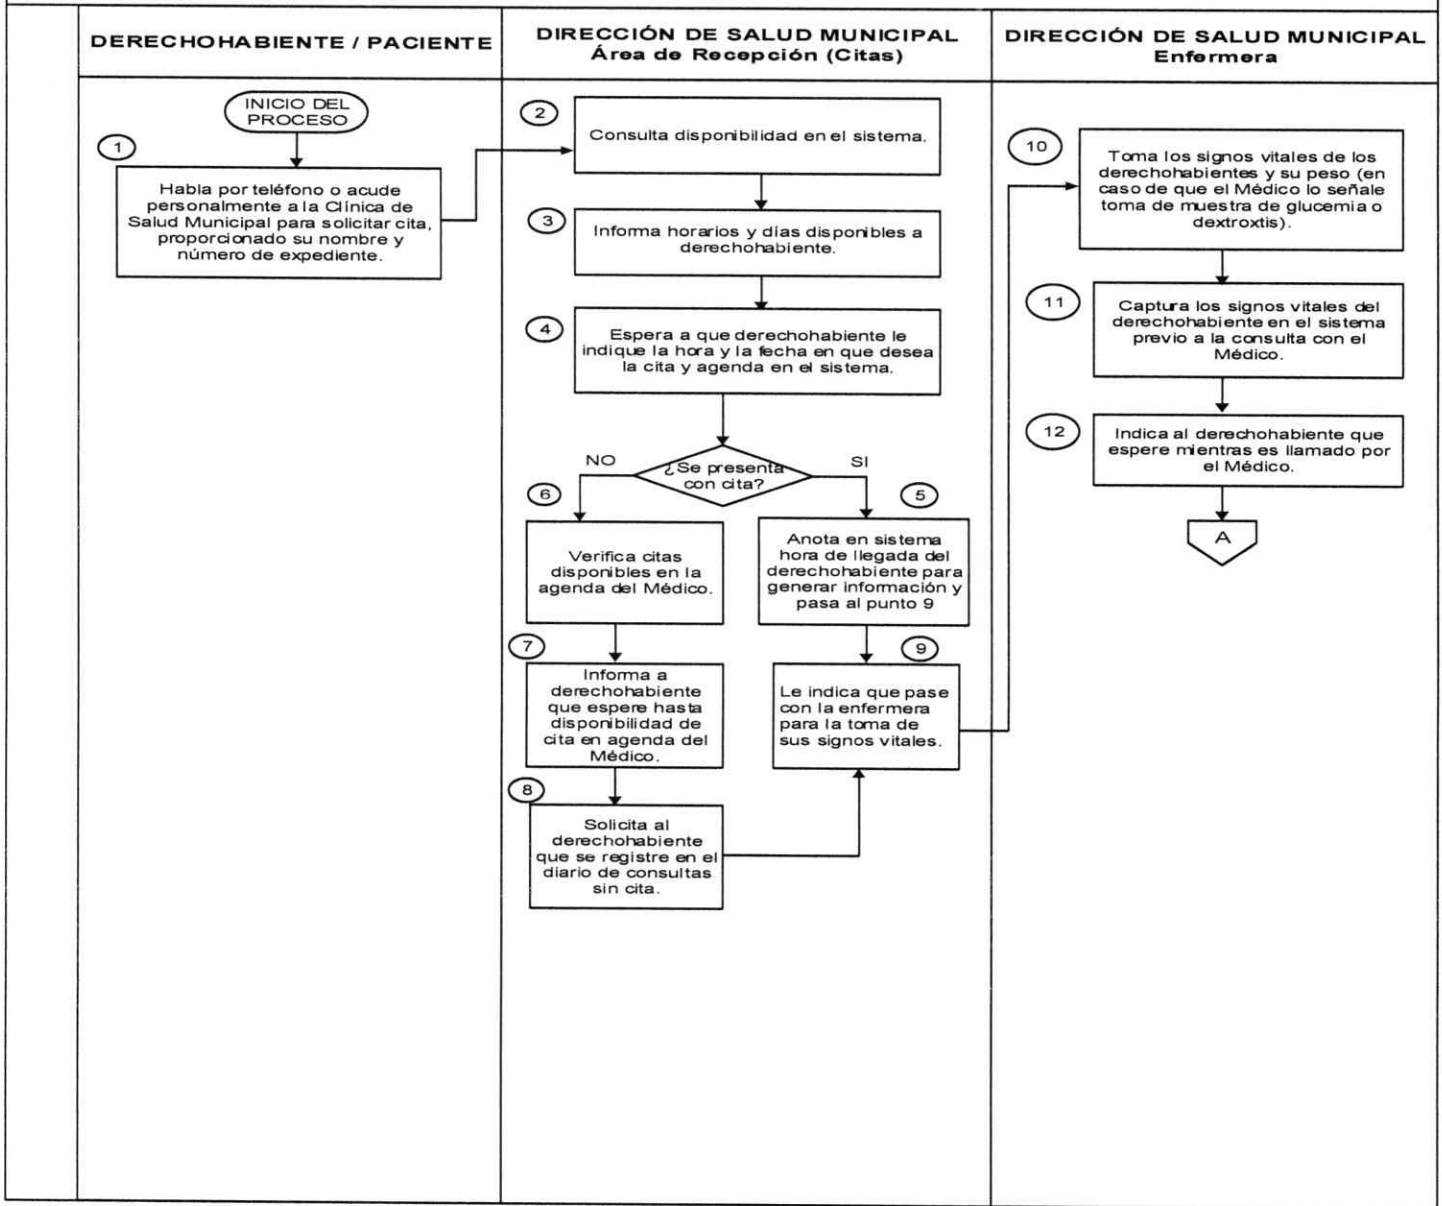 DERECHOHABIENTE / PACIENTE
DIRECCIÓN DE SALUD MUNICIPAL
Área de Recepción (Citas)
DIRECCIÓN DE SALUD MUNICIPAL
Enfermera
INICIO DEL
PROCESO
1
Habla por teléfono o acude
personalmente a la Clínica de
Salud Municipal para solicitar cita,
proporcionado su nombre y
número de expediente.
2
Consulta disponibilidad en el sistema.
3
Informa horarios y días disponibles a
derechohabiente.
4
Espera a que derechohabiente le
indique la hora y la fecha en que desea
la cita y agenda en el sistema.
¿Se presenta
con cita?
NO
SI
6
Verifica citas
disponibles en la
agenda del Médico.
5
Anota en sistema
hora de llegada del
derechohabiente para
generar información y
pasa al punto 9
7
Informa a
derechohabiente
que espere hasta
disponibilidad de
cita en agenda del
Médico.
9
Le indica que pase
con la enfermera
para la toma de
sus signos vitales.
8
Solicita al
derechohabiente
que se registre en el
diario de consultas
sin cita.
10
Toma los signos vitales de los
derechohabientes y su peso (en
caso de que el Médico lo señale
toma de muestra de glucemia o
dextroxtis).
11
Captura los signos vitales del
derechohabiente en el sistema
previo a la consulta con el
Médico.
12
Indica al derechohabiente que
espere mientras es llamado por
el Médico.
A